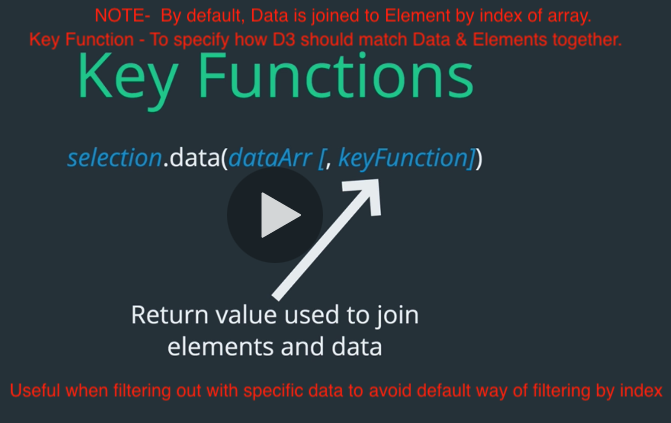 NOTE-  By default, Data is joined to Element by index of array.
Key Function - To specify how D3 should match Data & Elements together.
Key Functions
selection.data(dataArr [, keyFunction])
Return value used to join
elements and data
Useful when filtering out with specific data to avoid default way of filtering by index